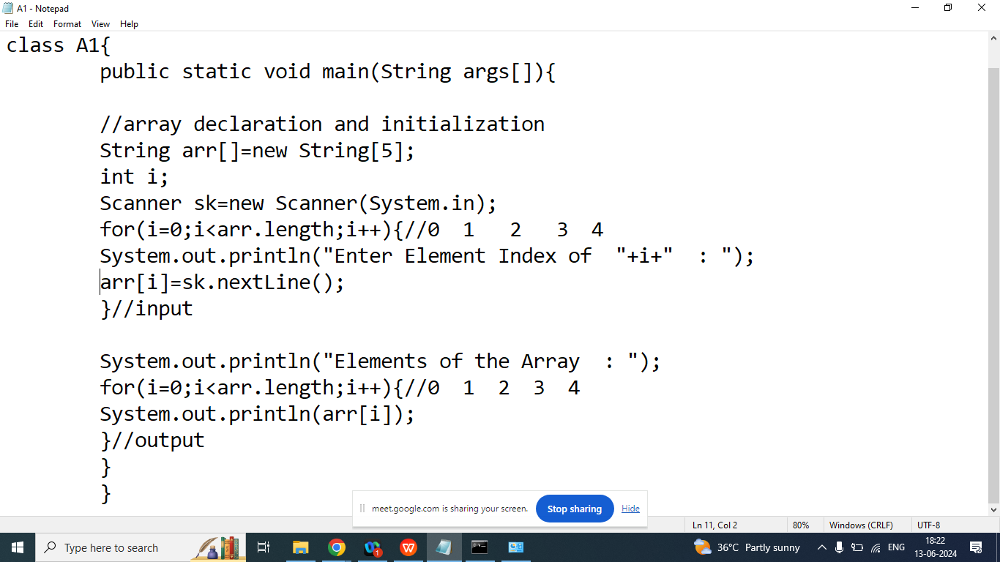 A1 - Notepad
File Edit Format View Help
class A1{
public static void main(String args[]){
//array declaration and initialization
String arr[]=new String[5];
int i;
Scanner sk=new Scanner(System.in);
for(i=0;i<arr.length;i++){//0  1   2   3  4
System.out.println("Enter Element Index of  "+i+"  : ");
arr[i]=sk.nextLine();
}//input
System.out.println("Elements of the Array  : ");
for(i=0;i<arr.length;i++){//0  1  2  3  4
System.out.println(arr[i]);
}//output
}
}
meet.google.com is sharing your screen. Stop sharing Hide
Ln 11, Col 2 80% Windows (CRLF) UTF-8
Type here to search 1 W 36°C Partly sunny ENG 18:22
13-06-2024